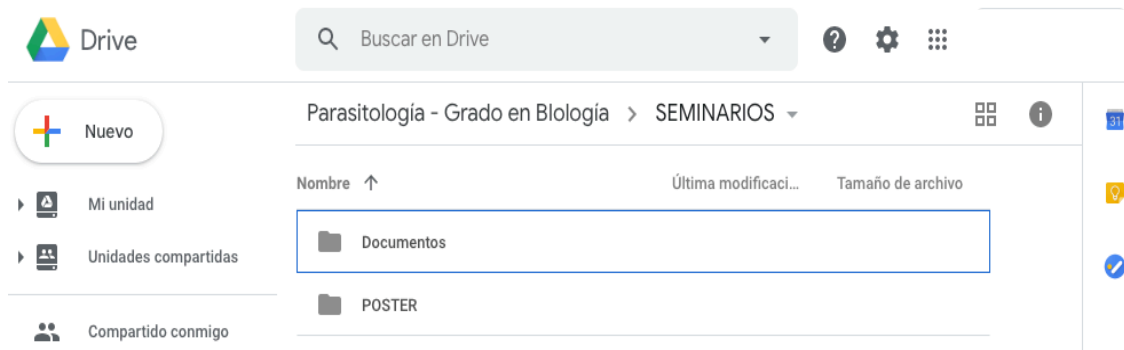 Drive
Buscar en Drive
Nuevo
Parasitología - Grado en BIología > SEMINARIOS
Nombre ↑ Última modificaci... Tamaño de archivo
Mi unidad
Documentos
Unidades compartidas
POSTER
Compartido conmigo
31